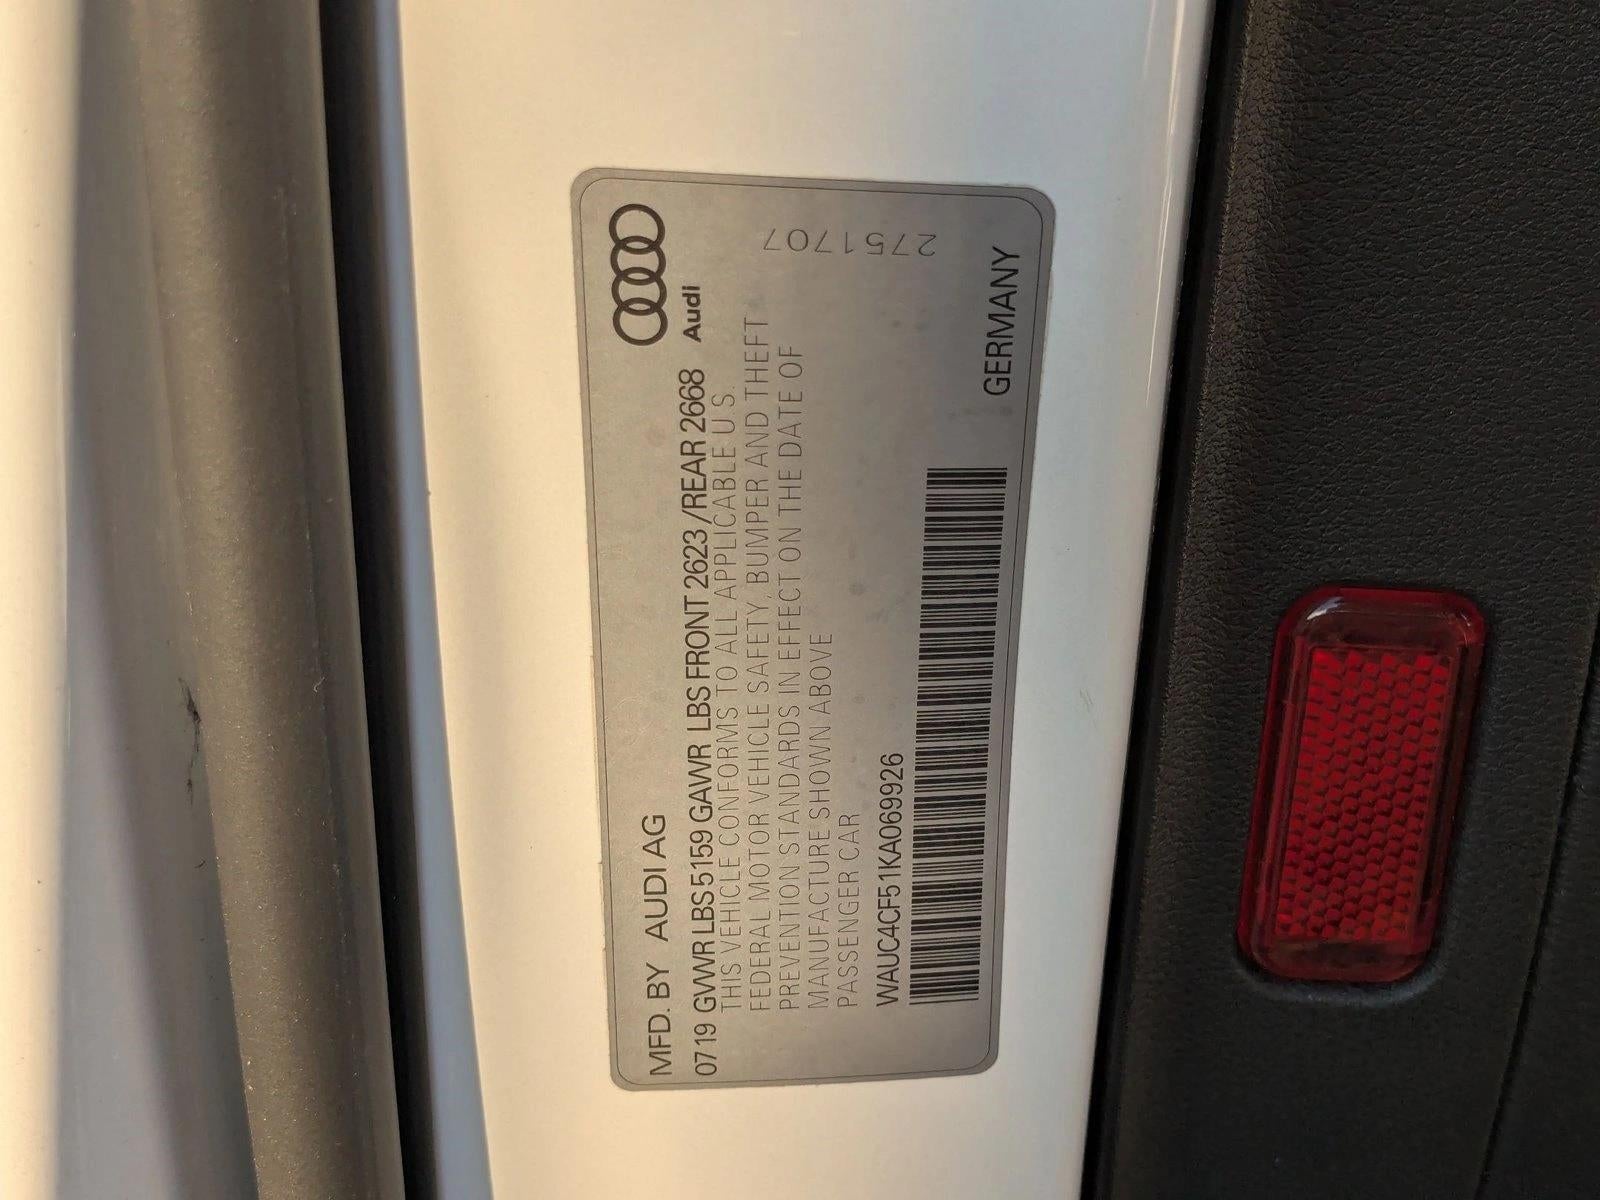 MFD. BY AUDI AG
Audi
07 19 GVWR LBS 5159 GAWR LBS FRONT 2623 /REAR 2668
THIS VEHICLE CONFORMS TO ALL APPLICABLE U S.
FEDERAL MOTOR VEHICLE SAFETY, BUMPER AND THEFT
PREVENTION STANDARDS IN EFFECT ON THE DATE OF
MANUFACTURE SHOWN ABOVE
PASSENGER CAR
2751707
WAUC4CF51KA069926
GERMANY